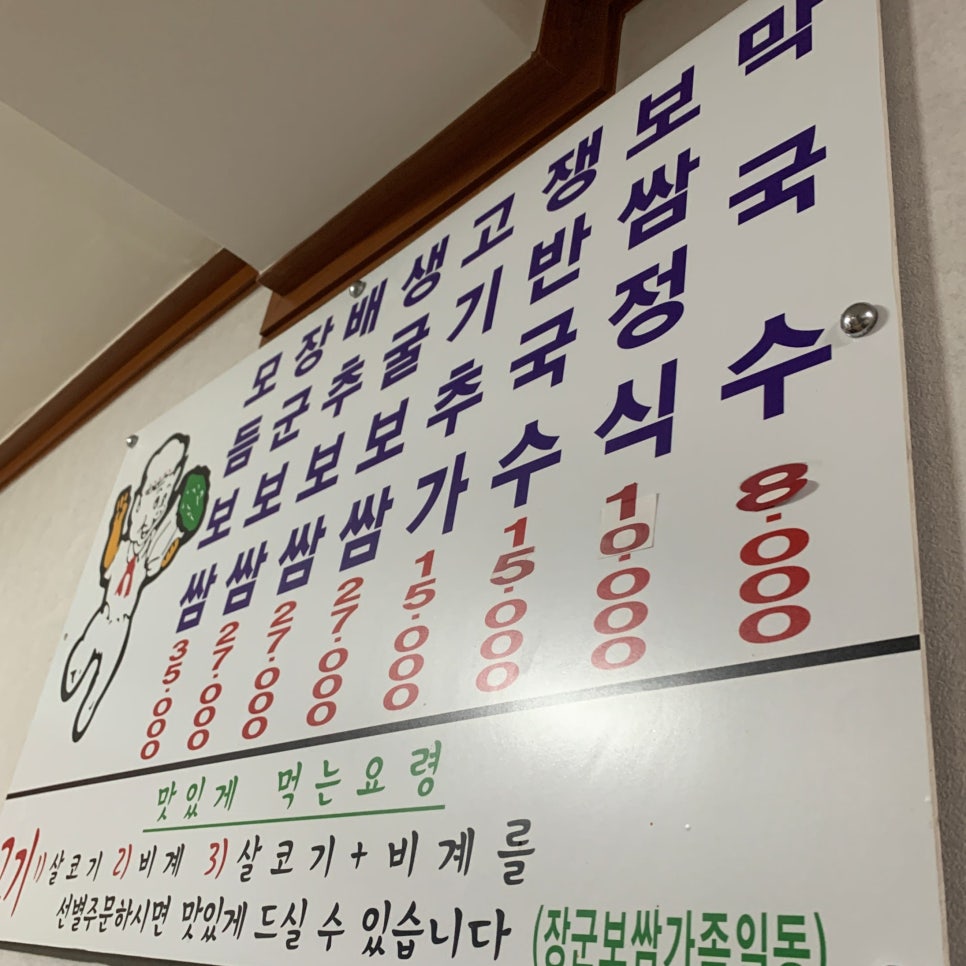 모듬보쌈 35.000
장군보쌈 27.000
배추보쌈 27.000
생굴보쌈 27.000
고기추가 15.000
쟁반국수 15.000
보쌈정식 10.000
막국수 8.000
맛있게 먹는요령
고기 1)살코기 2)비계 3)살코기+비계를
선별주문하시면 맛있게 드실 수 있습니다
(장군보쌈가족일동)